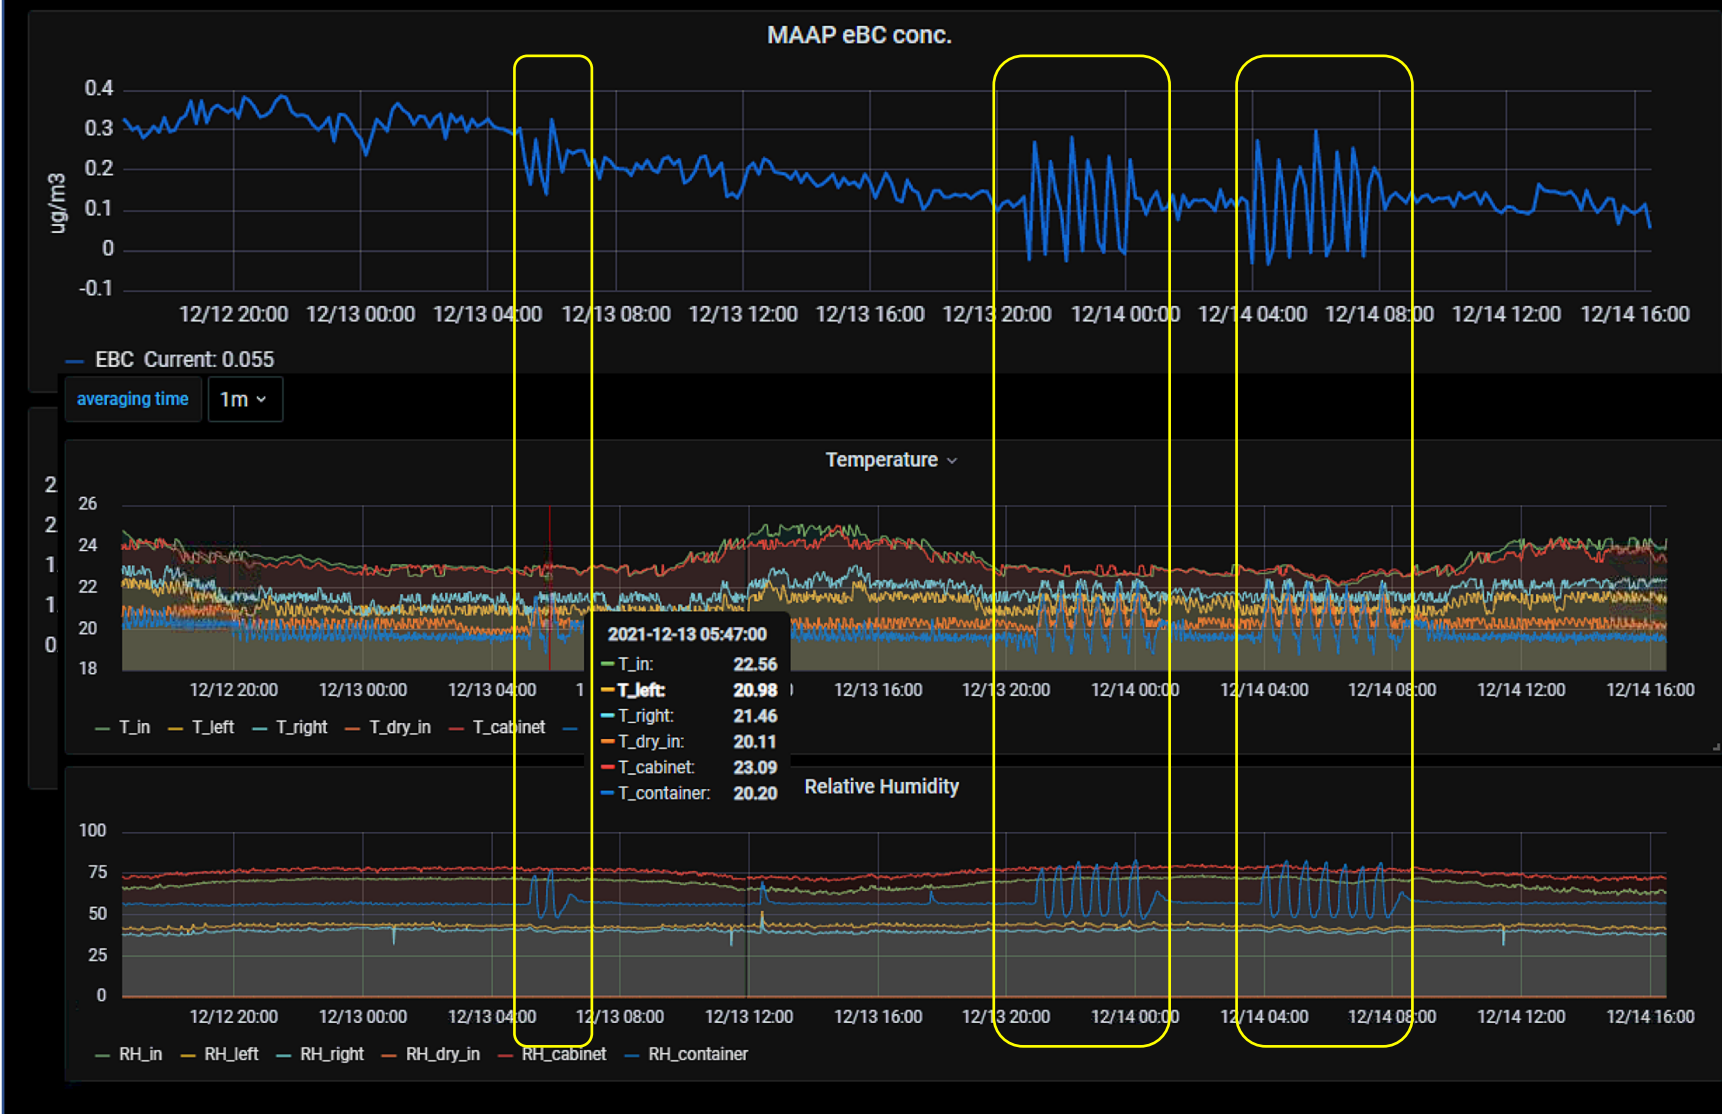 MAAP eBC conc.
0.4
0.3
0.2
0.1
0
-0.1
ug/m3
12/12 20:00 12/13 00:00 12/13 04:00 12/13 08:00 12/13 12:00 12/13 16:00 12/13 20:00 12/14 00:00 12/14 04:00 12/14 08:00 12/14 12:00 12/14 16:00
EBC Current: 0.055
averaging time 1m
Temperature
2
2
1
1
0
26
24
22
20
18
2021-12-13 05:47:00
T_in: 22.56
T_left: 20.98
T_right: 21.46
T_dry_in: 20.11
T_cabinet: 23.09
T_container: 20.20
12/12 20:00 12/13 00:00 12/13 04:00 1 12/13 16:00 12/13 20:00 12/14 00:00 12/14 04:00 12/14 08:00 12/14 12:00 12/14 16:00
T_in T_left T_right T_dry_in T_cabinet
Relative Humidity
100
75
50
25
0
12/12 20:00 12/13 00:00 12/13 04:00 12/13 08:00 12/13 12:00 12/13 16:00 12/13 20:00 12/14 00:00 12/14 04:00 12/14 08:00 12/14 12:00 12/14 16:00
RH_in RH_left RH_right RH_dry_in RH_cabinet RH_container